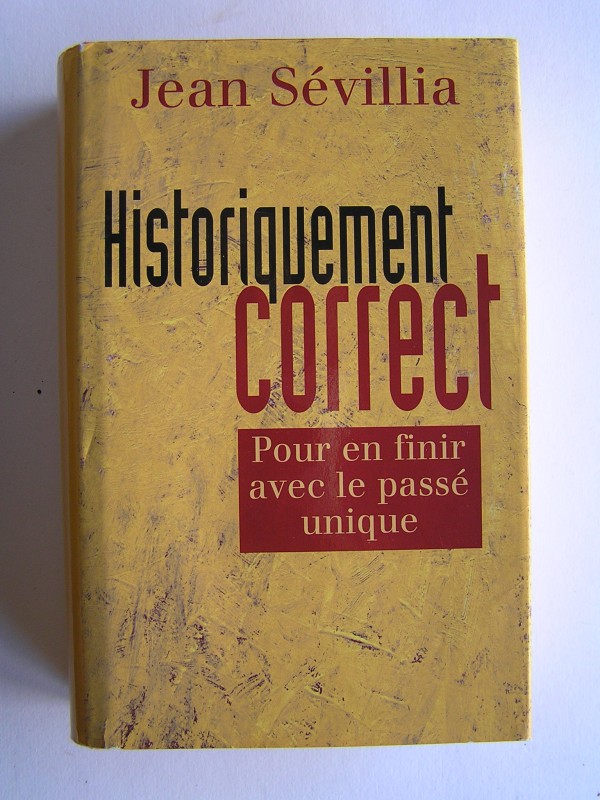 Jean Sévillia
Historiquement
correct
Pour en finir
avec le passé
unique